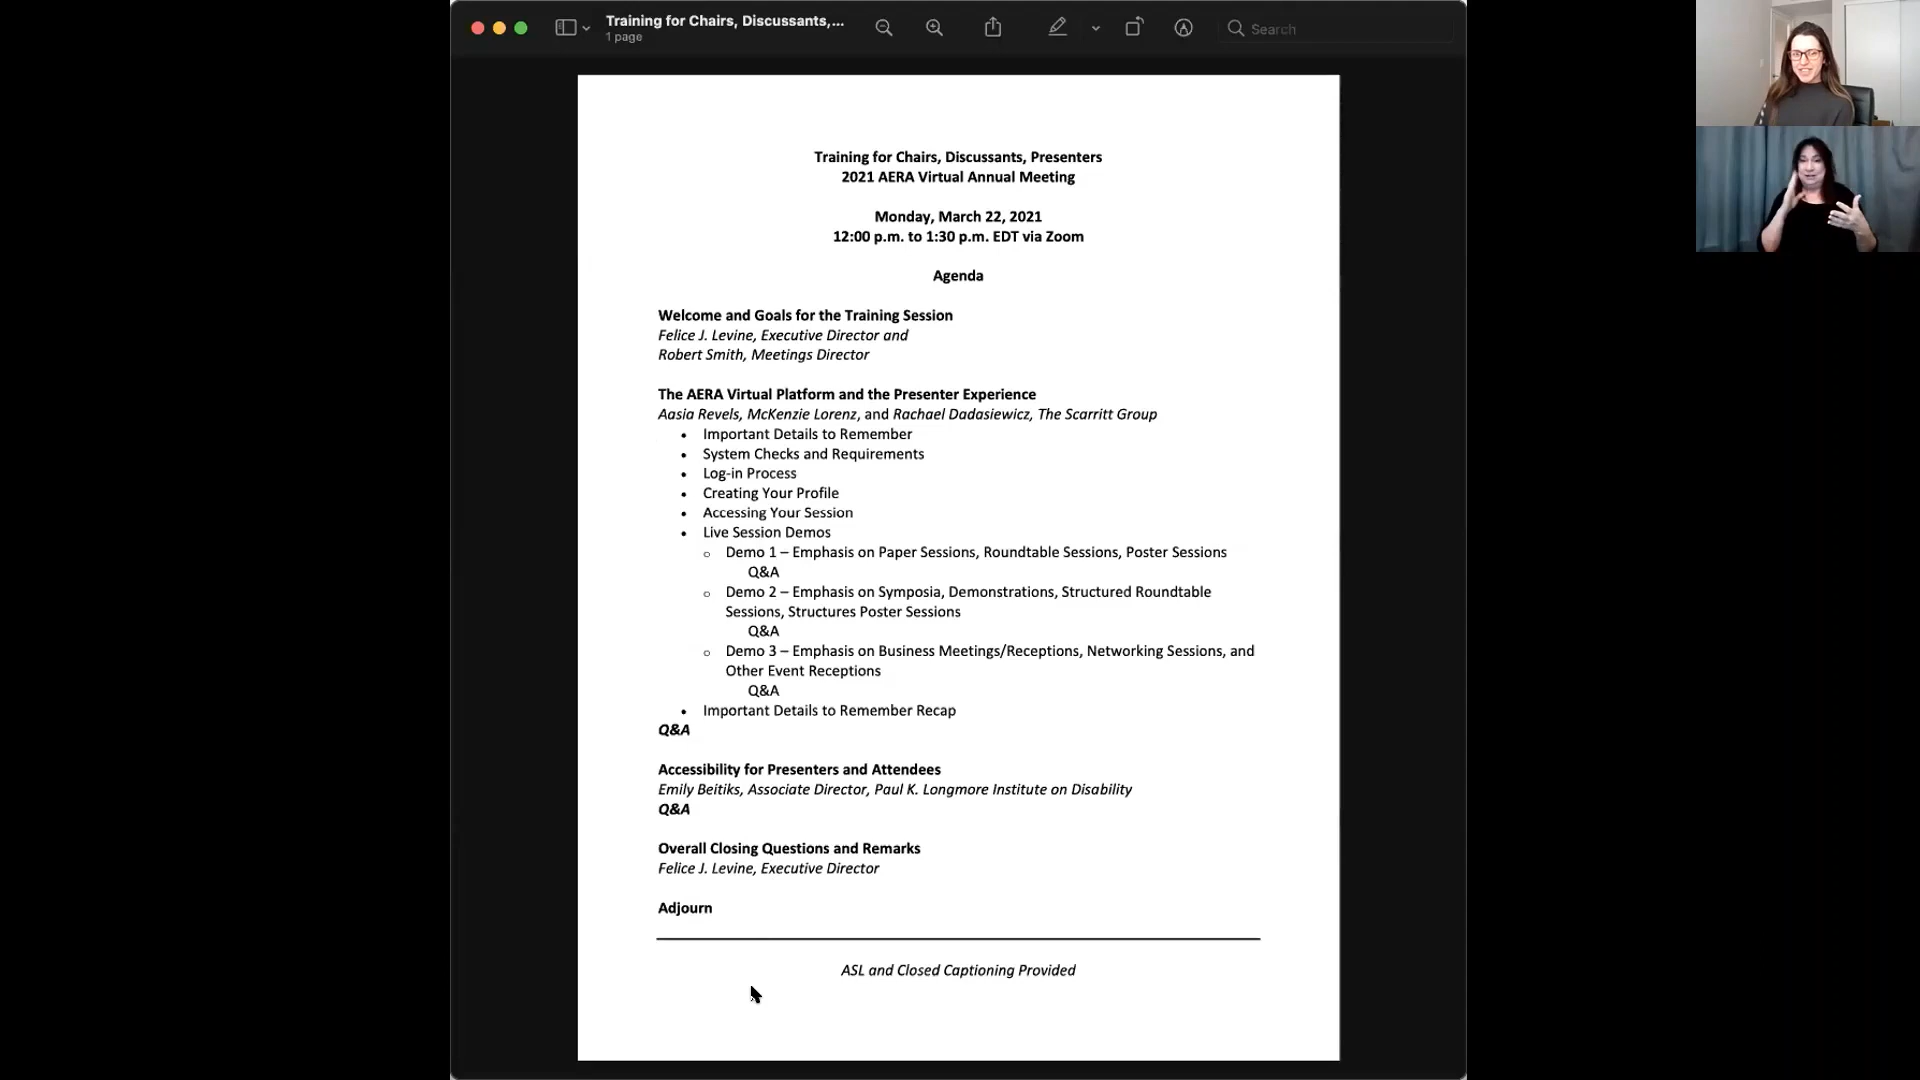 Training for Chairs, Discussants,...
1 page
Search
Training for Chairs, Discussants, Presenters
2021 AERA Virtual Annual Meeting
Monday, March 22, 2021
12:00 p.m. to 1:30 p.m. EDT via Zoom
Agenda
Welcome and Goals for the Training Session
Felice J. Levine, Executive Director and
Robert Smith, Meetings Director
The AERA Virtual Platform and the Presenter Experience
Aasia Revels, McKenzie Lorenz, and Rachael Dadasiewicz, The Scarritt Group
• Important Details to Remember
• System Checks and Requirements
• Log-in Process
• Creating Your Profile
• Accessing Your Session
• Live Session Demos
o Demo 1 – Emphasis on Paper Sessions, Roundtable Sessions, Poster Sessions
Q&A
o Demo 2 – Emphasis on Symposia, Demonstrations, Structured Roundtable
Sessions, Structures Poster Sessions
Q&A
o Demo 3 – Emphasis on Business Meetings/Receptions, Networking Sessions, and
Other Event Receptions
Q&A
• Important Details to Remember Recap
Q&A
Accessibility for Presenters and Attendees
Emily Beitiks, Associate Director, Paul K. Longmore Institute on Disability
Q&A
Overall Closing Questions and Remarks
Felice J. Levine, Executive Director
Adjourn
ASL and Closed Captioning Provided